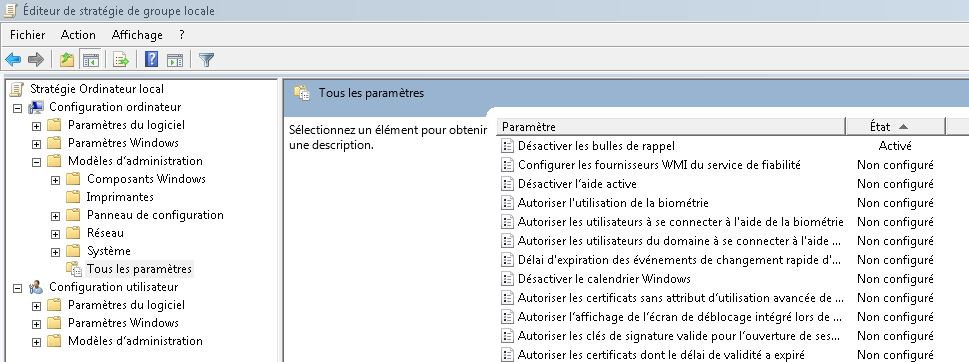 Éditeur de stratégie de groupe locale
Fichier Action Affichage ?
Stratégie Ordinateur local
Configuration ordinateur
Paramètres du logiciel
Paramètres Windows
Modèles d'administration
Composants Windows
Imprimantes
Panneau de configuration
Réseau
Système
Tous les paramètres
Configuration utilisateur
Paramètres du logiciel
Paramètres Windows
Modèles d'administration
Tous les paramètres
Sélectionnez un élément pour obtenir
une description.
Paramètre État
Désactiver les bulles de rappel Activé
Configurer les fournisseurs WMI du service de fiabilité Non configuré
Désactiver l'aide active Non configuré
Autoriser l'utilisation de la biométrie Non configuré
Autoriser les utilisateurs à se connecter à l'aide de la biométrie Non configuré
Autoriser les utilisateurs du domaine à se connecter à l'aide ... Non configuré
Délai d'expiration des événements de changement rapide d'... Non configuré
Désactiver le calendrier Windows Non configuré
Autoriser les certificats sans attribut d'utilisation avancée de ... Non configuré
Autoriser l'affichage de l'écran de déblocage intégré lors de ... Non configuré
Autoriser les clés de signature valide pour l'ouverture de ses... Non configuré
Autoriser les certificats dont le délai de validité a expiré Non configuré